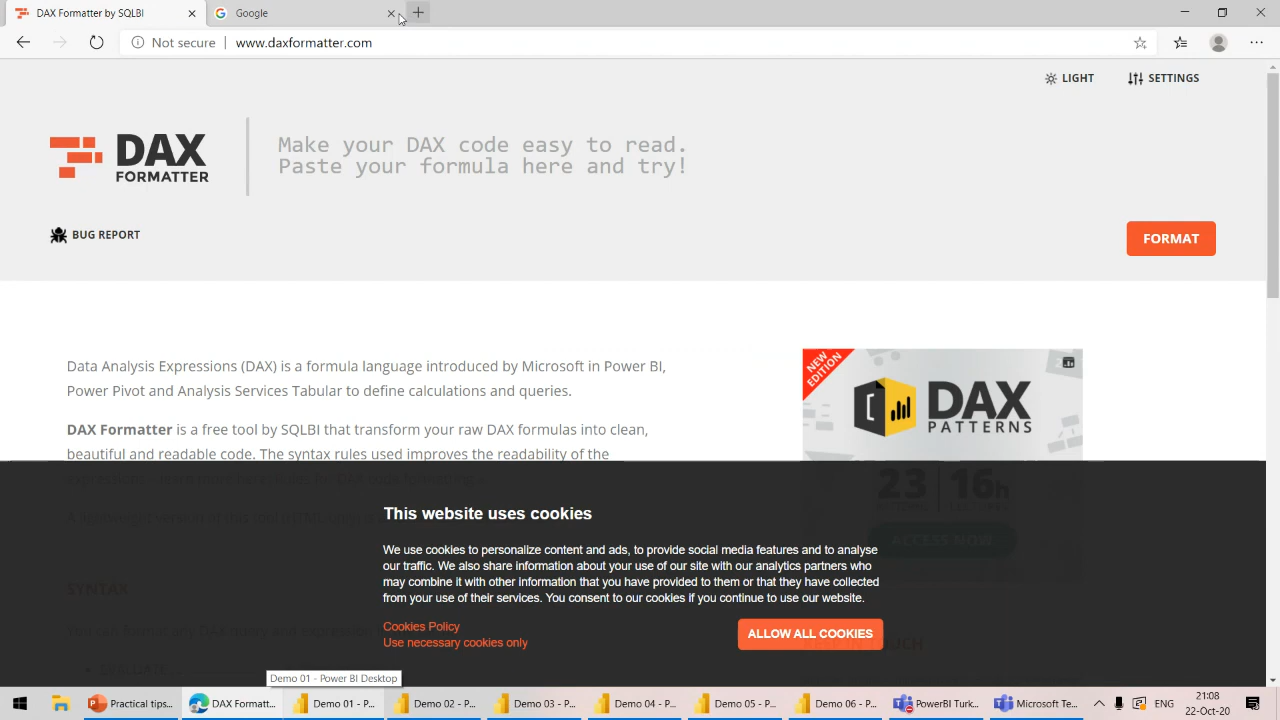 DAX Formatter by SQLBI
Google
Not secure
www.daxformatter.com
LIGHT
SETTINGS
DAX
FORMATTER
Make your DAX code easy to read.
Paste your formula here and try!
BUG REPORT
FORMAT
Data Analysis Expressions (DAX) is a formula language introduced by Microsoft in Power BI,
Power Pivot and Analysis Services Tabular to define calculations and queries.
DAX Formatter is a free tool by SQLBI that transform your raw DAX formulas into clean,
beautiful and readable code. The syntax rules used improves the readability of the
NEW
EDITION
DAX
PATTERNS
23
16h
ACCESS NOW
SYNTAX
This website uses cookies
We use cookies to personalize content and ads, to provide social media features and to analyse
our traffic. We also share information about your use of our site with our analytics partners who
may combine it with other information that you have provided to them or that they have collected
from your use of their services. You consent to our cookies if you continue to use our website.
Cookies Policy
Use necessary cookies only
ALLOW ALL COOKIES
Demo 01 - Power BI Desktop
Practical tips...
DAX Formatt...
Demo 01 - P...
Demo 02 - P...
Demo 03 - P...
Demo 04 - P...
Demo 05 - P...
Demo 06 - P...
PowerBI Turk...
Microsoft Te...
ENG
21:08
22-Oct-20